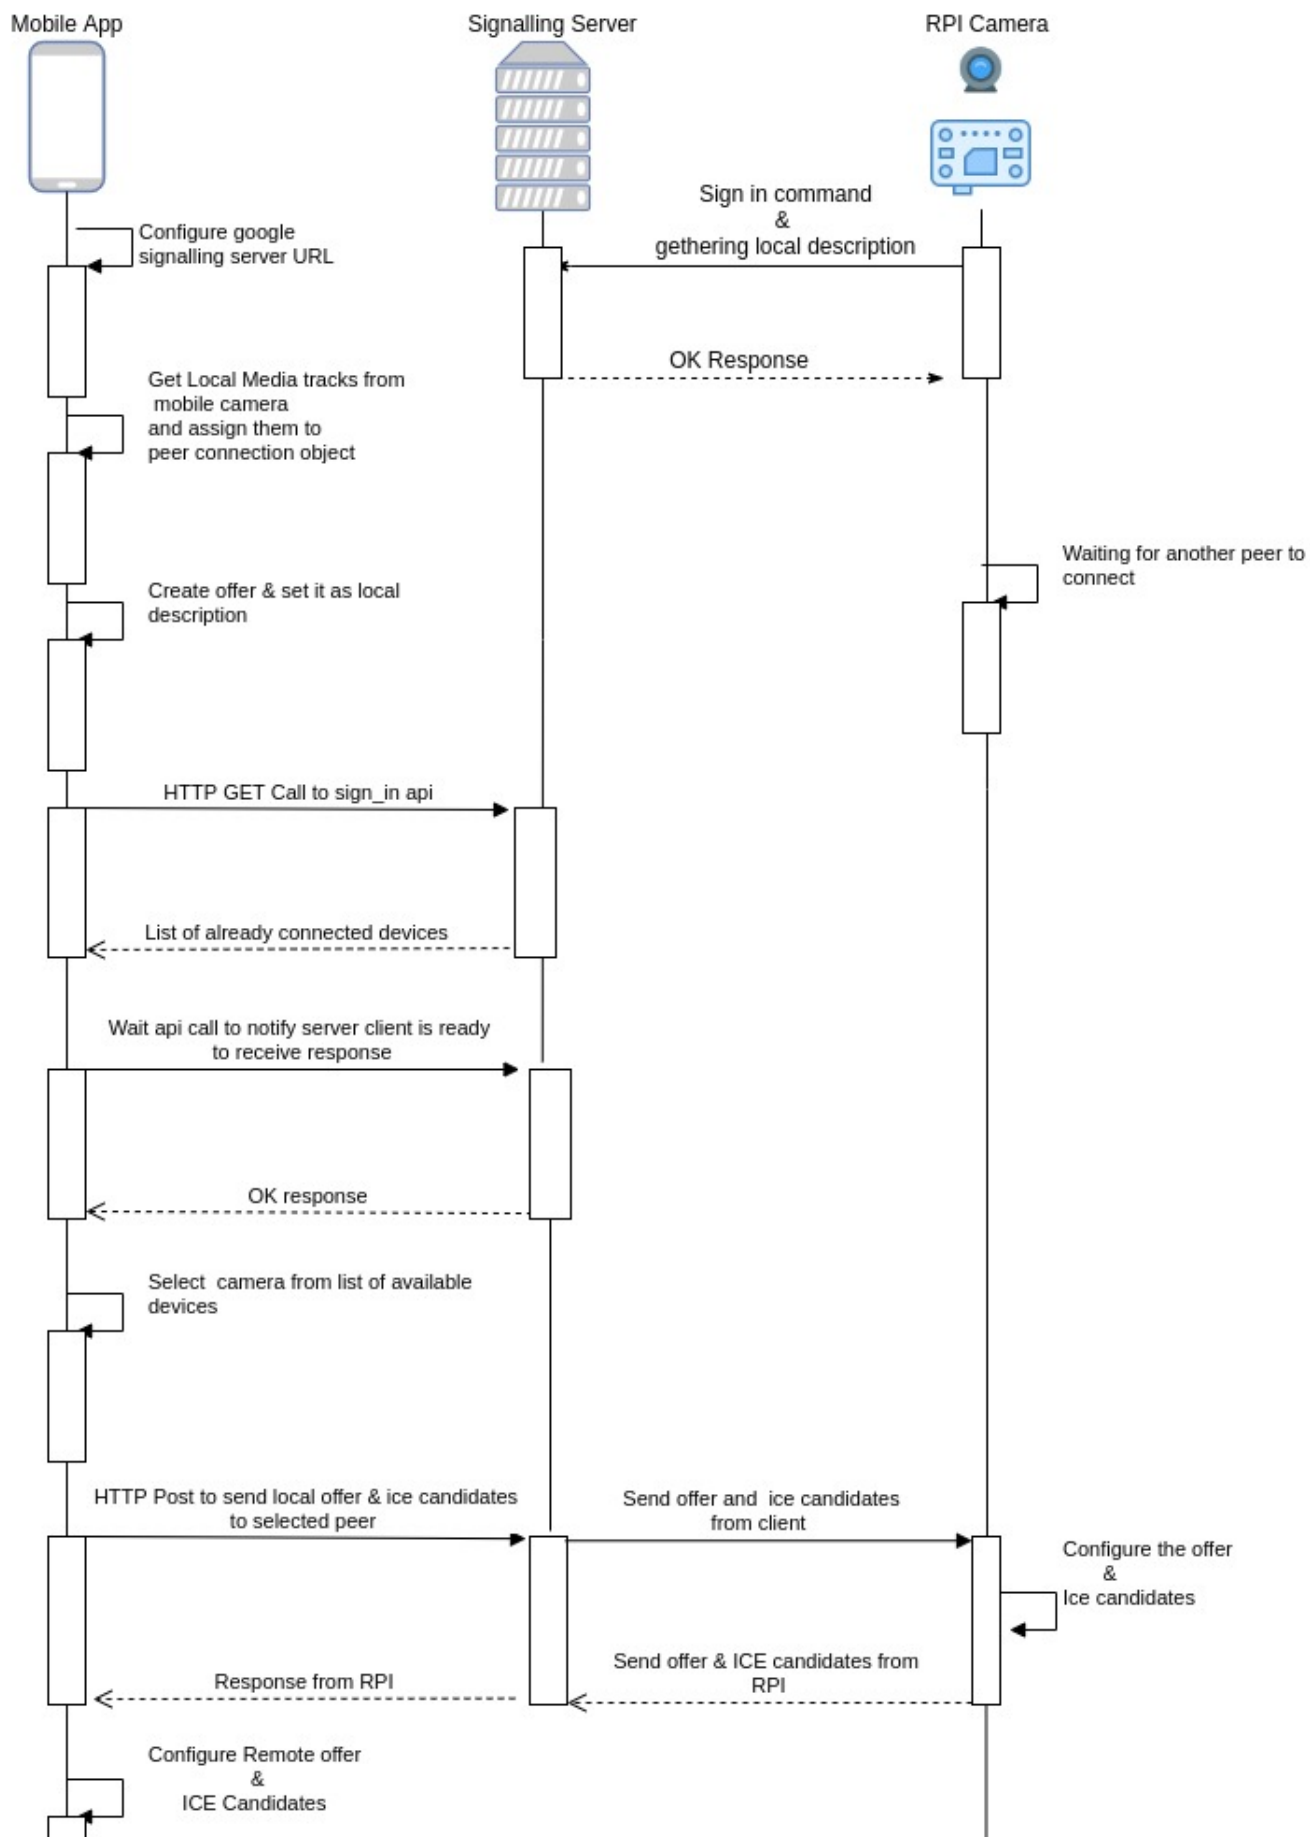 Mobile App
Signalling Server
RPI Camera
Sign in command
&
gethering local description
Configure google
signalling server URL
OK Response
Get Local Media tracks from
mobile camera
and assign them to
peer connection object
Waiting for another peer to
connect
Create offer & set it as local
description
HTTP GET Call to sign_in api
List of already connected devices
Wait api call to notify server client is ready
to receive response
OK response
Select camera from list of available
devices
HTTP Post to send local offer & ice candidates
to selected peer
Send offer and ice candidates
from client
Configure the offer
&
Ice candidates
Send offer & ICE candidates from
RPI
Response from RPI
Configure Remote offer
&
ICE Candidates